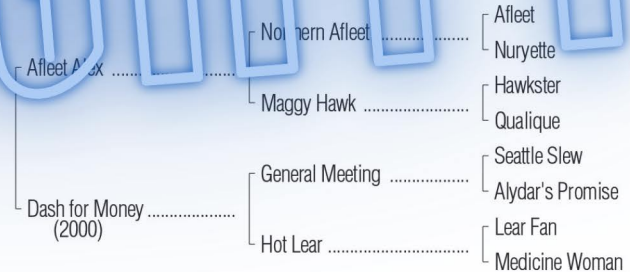 Afleet
Northern Afleet
Nuryette
Afleet Alex
Hawkster
Maggy Hawk
Qualique
Seattle Slew
General Meeting
Alydar's Promise
Dash for Money
(2000)
Lear Fan
Hot Lear
Medicine Woman